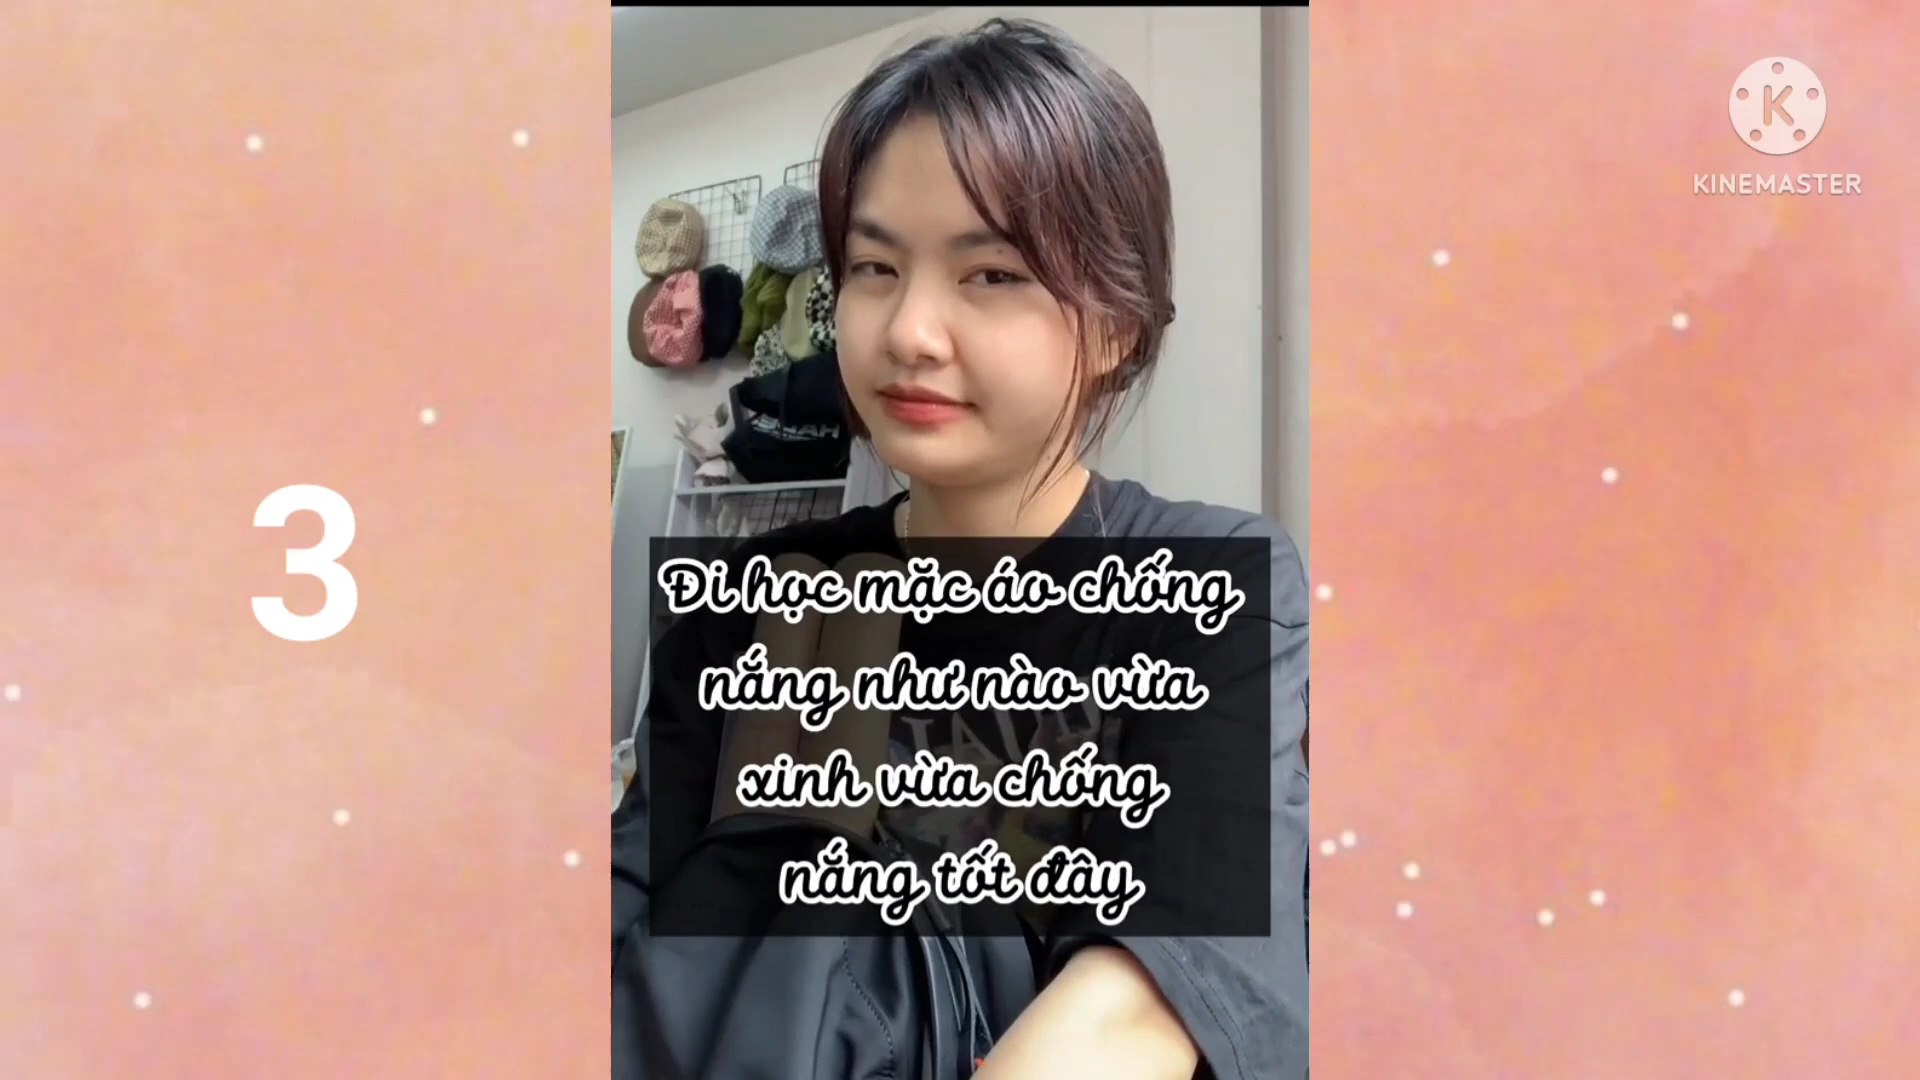 KINEMASTER
3
Đi học mặc áo chống
nắng như nào vừa
xinh vừa chống
nắng tốt đây